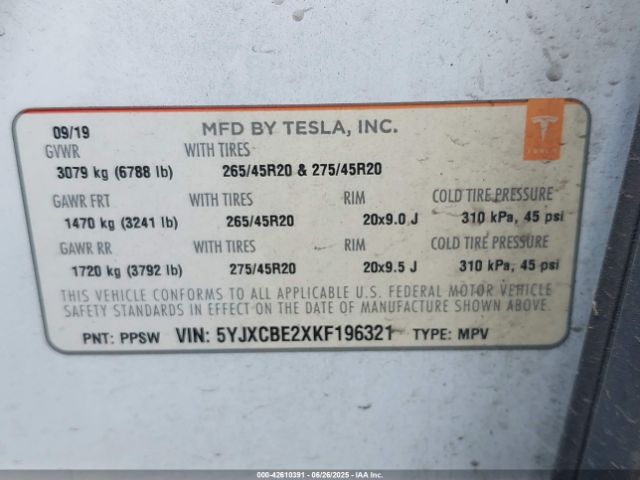 09/19 MFD BY TESLA, INC. TESLA
GVWR WITH TIRES
3079 kg (6788 lb) 265/45R20 & 275/45R20
GAWR FRT WITH TIRES RIM COLD TIRE PRESSURE
1470 kg (3241 lb) 265/45R20 20x9.0 J 310 kPa, 45 psi
GAWR RR WITH TIRES RIM COLD TIRE PRESSURE
1720 kg (3792 lb) 275/45R20 20x9.5 J 310 kPa, 45 psi
THIS VEHICLE CONFORMS TO ALL APPLICABLE U.S. FEDERAL MOTOR VEHICLE
SAFETY STANDARDS IN EFFECT ON THE DATE OF MANUFACTURE SHOWN ABOVE.
PNT: PPSW VIN: 5YJXCBE2XKF196321 TYPE: MPV
000-42610391 - 06/26/2025 - IAA Inc.